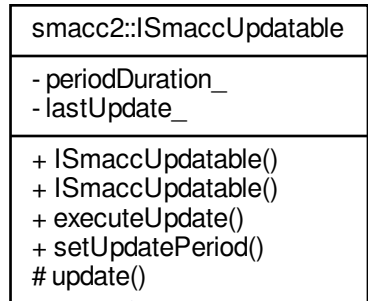 smacc2::ISmaccUpdatable
- periodDuration_
- lastUpdate_
+ ISmaccUpdatable()
+ ISmaccUpdatable()
+ executeUpdate()
+ setUpdatePeriod()
# update()